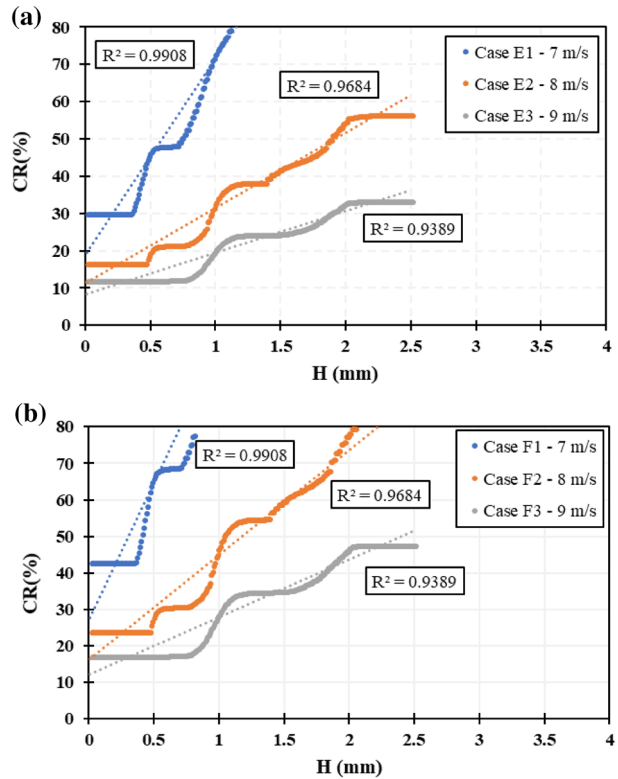 (a)
80
70
60
50
40
30
20
10
0
CR(%)
R² = 0.9908
R² = 0.9684
R² = 0.9389
Case E1 - 7 m/s
Case E2 - 8 m/s
Case E3 - 9 m/s
0 0.5 1 1.5 2 2.5 3 3.5 4
H (mm)
(b)
80
70
60
50
40
30
20
10
0
CR(%)
R² = 0.9908
R² = 0.9684
R² = 0.9389
Case F1 - 7 m/s
Case F2 - 8 m/s
Case F3 - 9 m/s
0 0.5 1 1.5 2 2.5 3 3.5 4
H (mm)